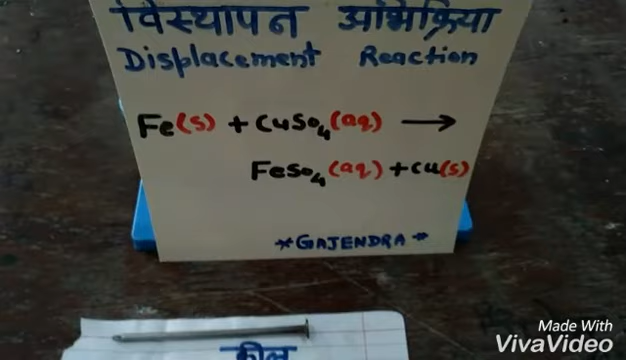 विस्थापन अभिक्रिया
Displacement Reaction
Fe(s) + CuSo₄(aq) ⟶
FeSo₄(aq) + Cu(s)
*GAJENDRA*
कील
Made With
VivaVideo